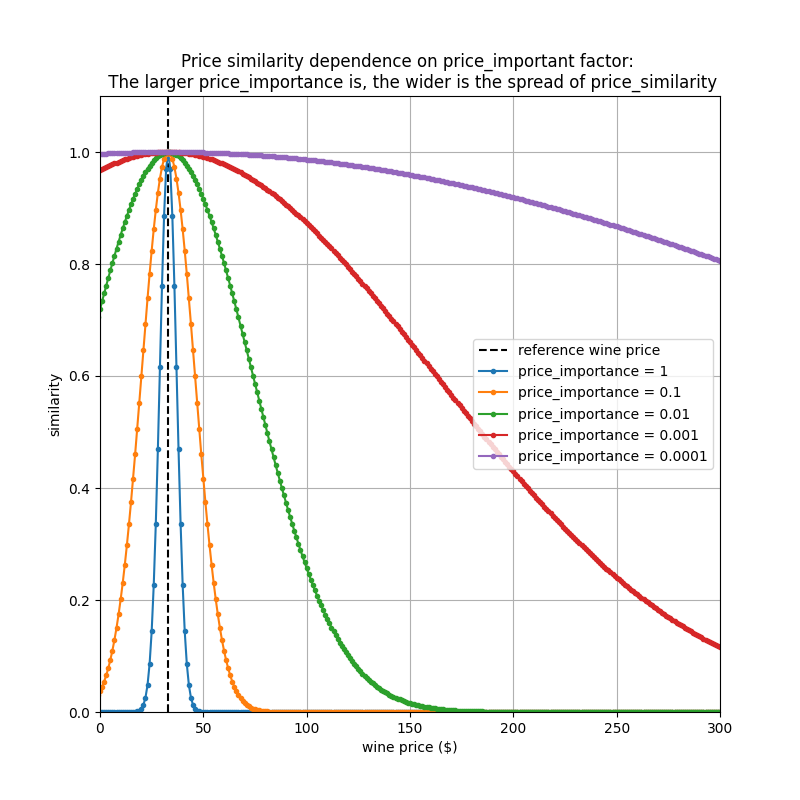 Price similarity dependence on price_important factor:
The larger price_importance is, the wider is the spread of price_similarity
1.0
0.8
0.6
0.4
0.2
0.0
similarity
reference wine price
price_importance = 1
price_importance = 0.1
price_importance = 0.01
price_importance = 0.001
price_importance = 0.0001
0
50
100
150
200
250
300
wine price ($)